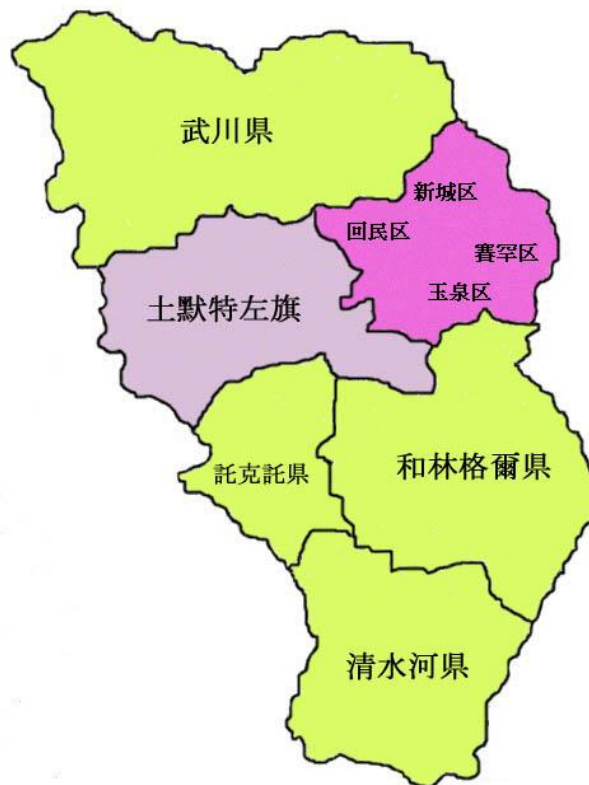 武川県
新城区
回民区
賽罕区
玉泉区
土默特左旗
託克託県
和林格爾県
清水河県